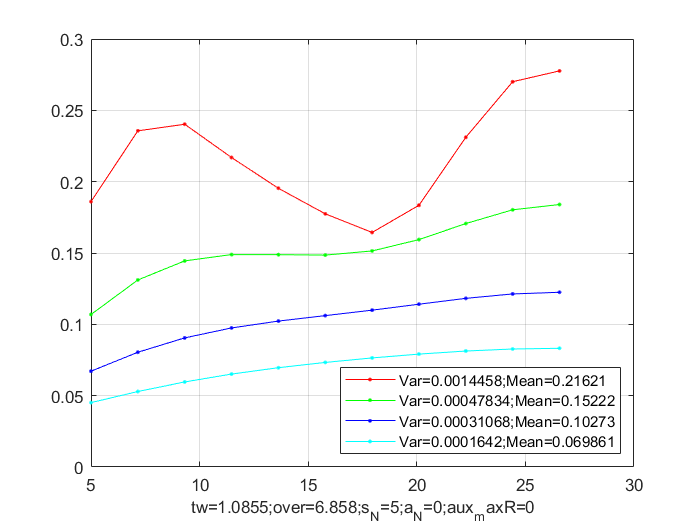 0.3
0.25
0.2
0.15
0.1
0.05
0
5 10 15 20 25 30
Var=0.0014458;Mean=0.21621
Var=0.00047834;Mean=0.15222
Var=0.00031068;Mean=0.10273
Var=0.0001642;Mean=0.069861
tw=1.0855;over=6.858;s_N=5;a_N=0;aux_maxR=0